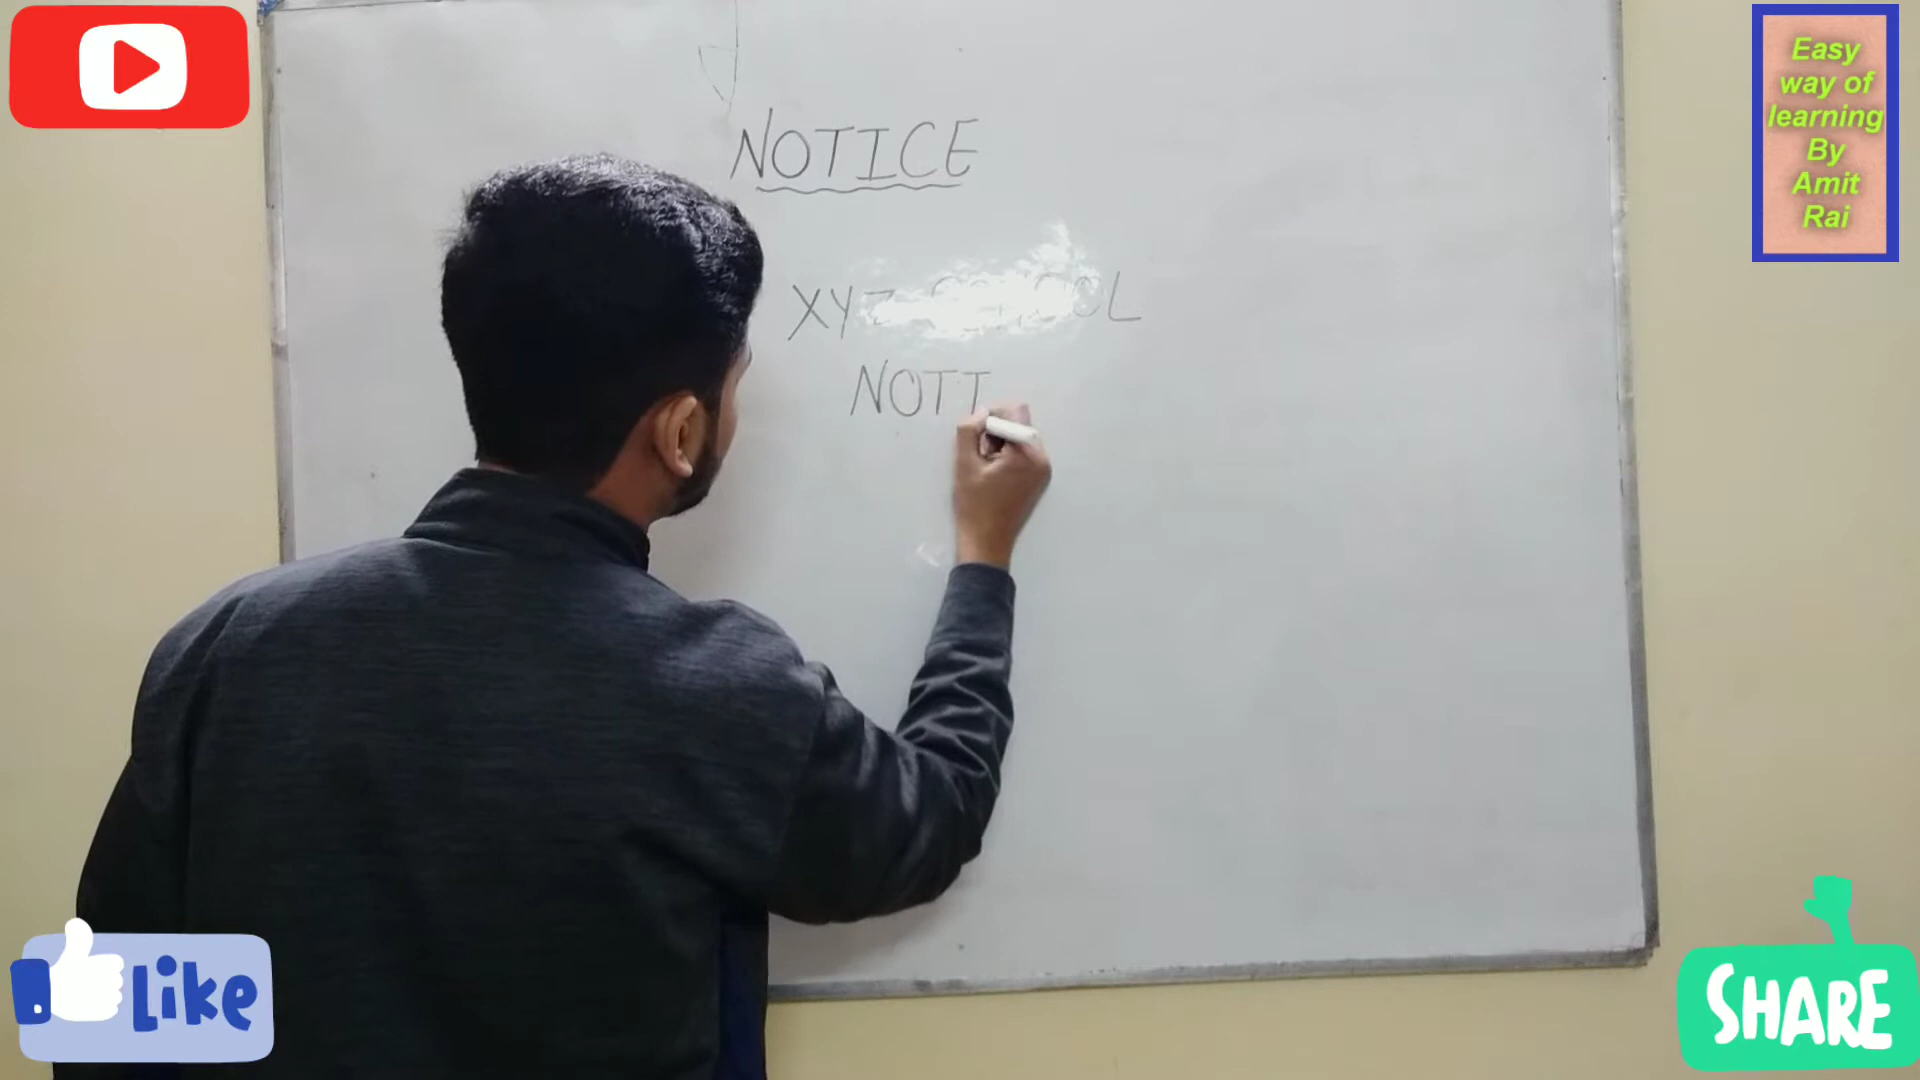 NOTICE
XYZ SCHOOL
NOTI
Easy
way of
learning
By
Amit
Rai
Like
SHARE